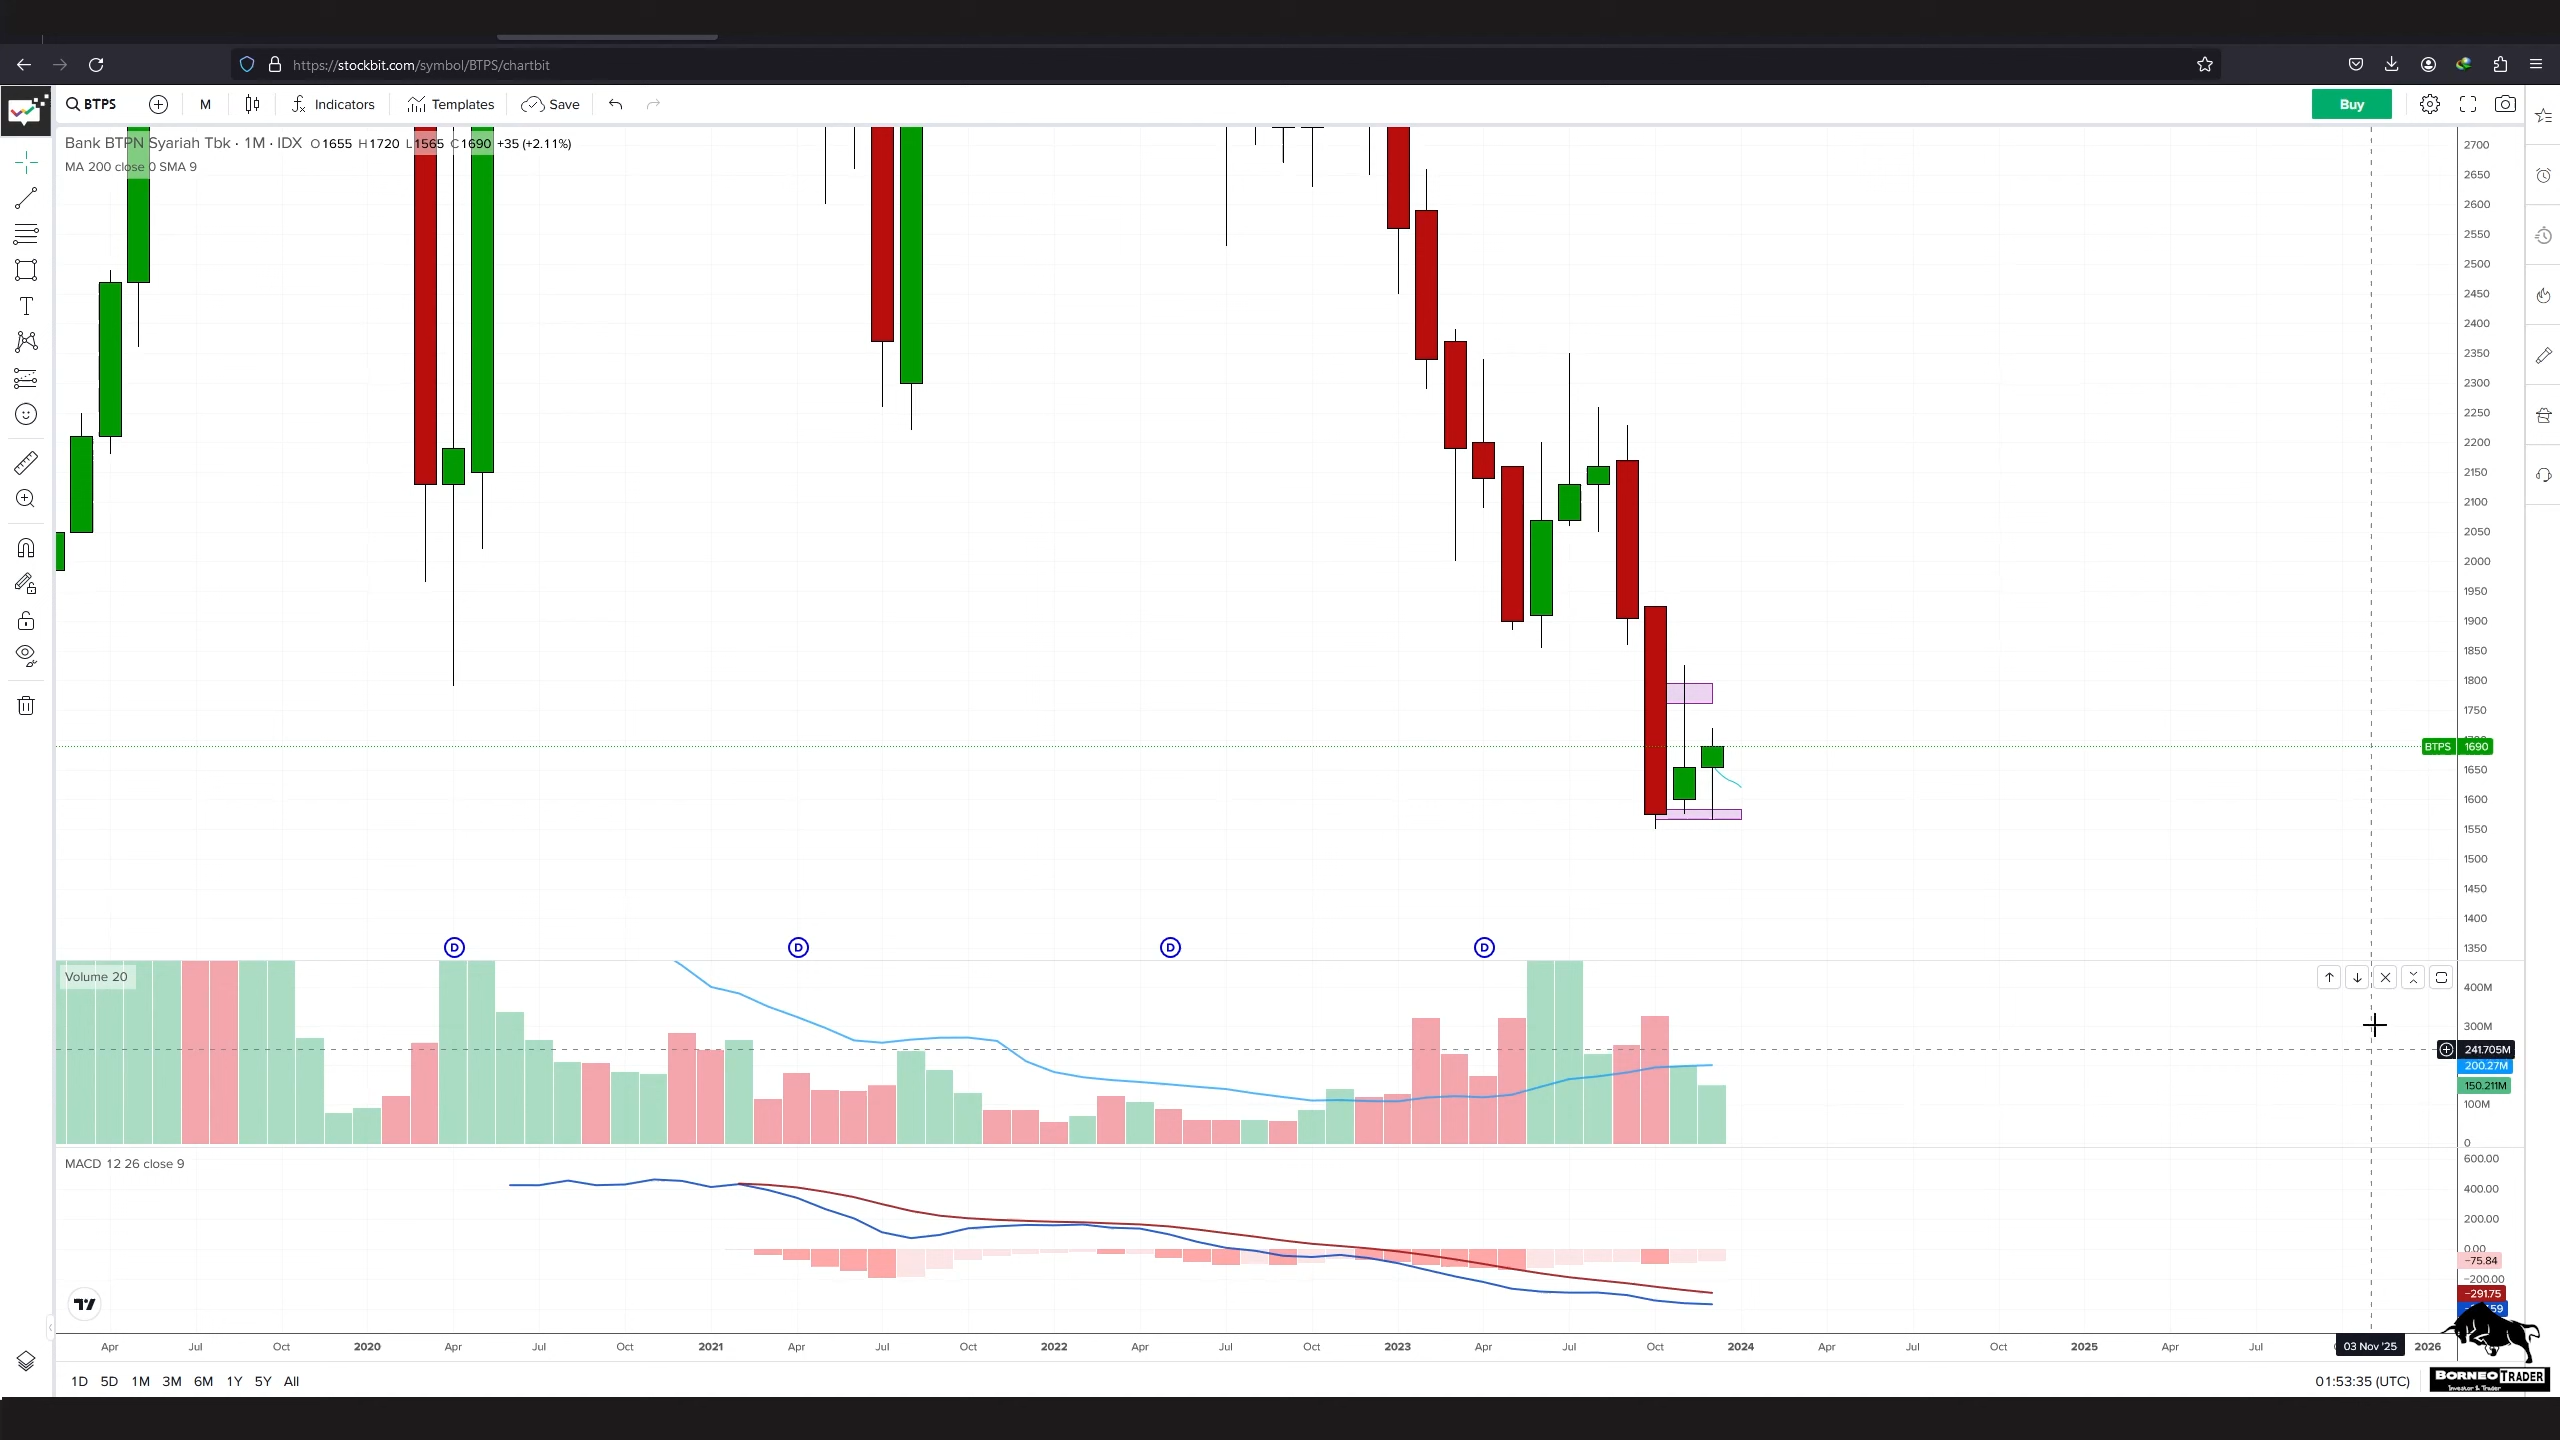 https://stockbit.com/symbol/BTPS/chartbit
BTPS
M
Indicators
Templates
Save
Buy
Bank BTPN Syariah Tbk · 1M · IDX O1655 H1720 L1565 C1690 +35 (+2.11%)
MA 200 close 0 SMA 9
2700
2650
2600
2550
2500
2450
2400
2350
2300
2250
2200
2150
2100
2050
2000
1950
1900
1850
1800
1750
BTPS 1690
1650
1600
1550
1500
1450
1400
1350
D D D D
Volume 20
400M
300M
241.705M
200.27M
150.211M
100M
0
MACD 12 26 close 9
600.00
400.00
200.00
0.00
−75.84
−200.00
−291.75
Apr Jul Oct 2020 Apr Jul Oct 2021 Apr Jul Oct 2022 Apr Jul Oct 2023 Apr Jul Oct 2024 Apr Jul Oct 2025 Apr Jul 03 Nov '25 2026
1D 5D 1M 3M 6M 1Y 5Y All
01:53:35 (UTC)
BORNEO TRADER
Investor & Trader